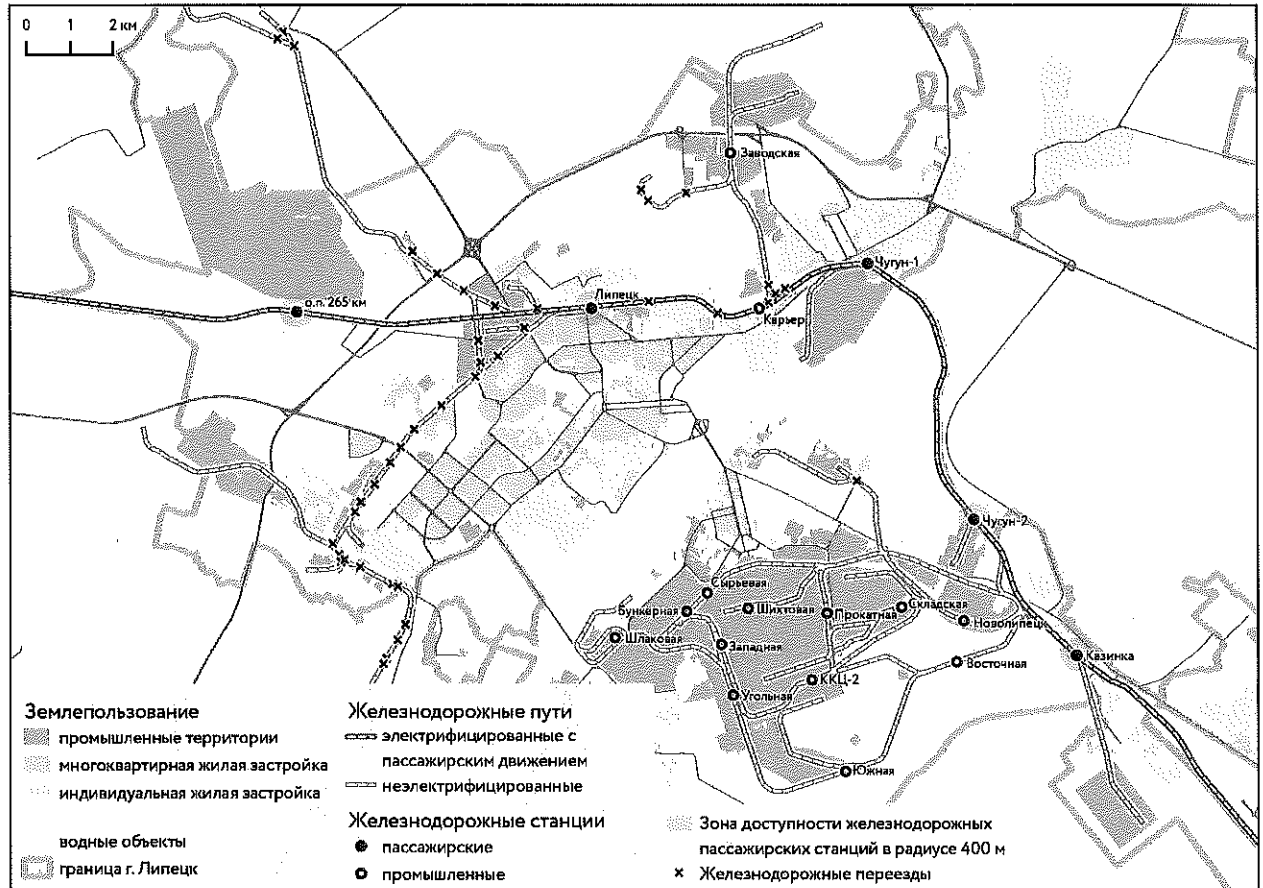 0 1 2 км
Заводская
Чугун-1
о.п. 265 км
Липецк
Карьер
Чугун-2
Сырьевая
Бункерная
Шихтовая
Прокатная
Складская
Новолипецк
Шлаковая
Западная
Восточная
Казинка
ККЦ-2
Угольная
Южная
Землепользование
промышленные территории
многоквартирная жилая застройка
индивидуальная жилая застройка
водные объекты
граница г. Липецк
Железнодорожные пути
электрифицированные с
пассажирским движением
неэлектрифицированные
Железнодорожные станции
пассажирские
промышленные
Зона доступности железнодорожных
пассажирских станций в радиусе 400 м
Железнодорожные переезды